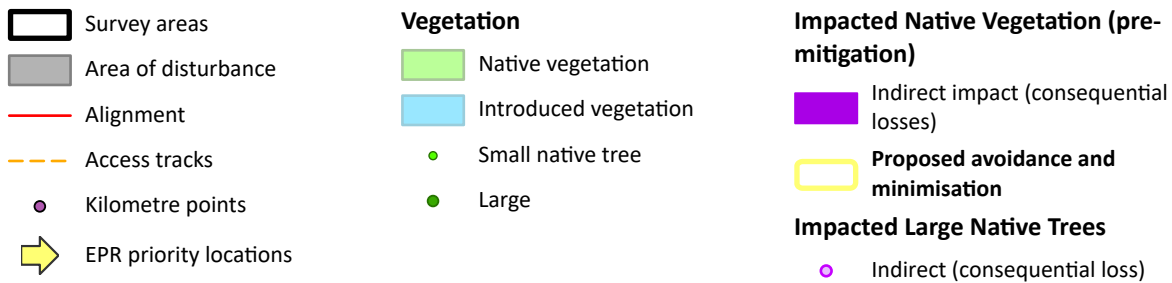 Survey areas
Area of disturbance
Alignment
Access tracks
Kilometre points
EPR priority locations
Vegetation
Native vegetation
Introduced vegetation
Small native tree
Large
Impacted Native Vegetation (pre-
mitigation)
Indirect impact (consequential
losses)
Proposed avoidance and
minimisation
Impacted Large Native Trees
Indirect (consequential loss)